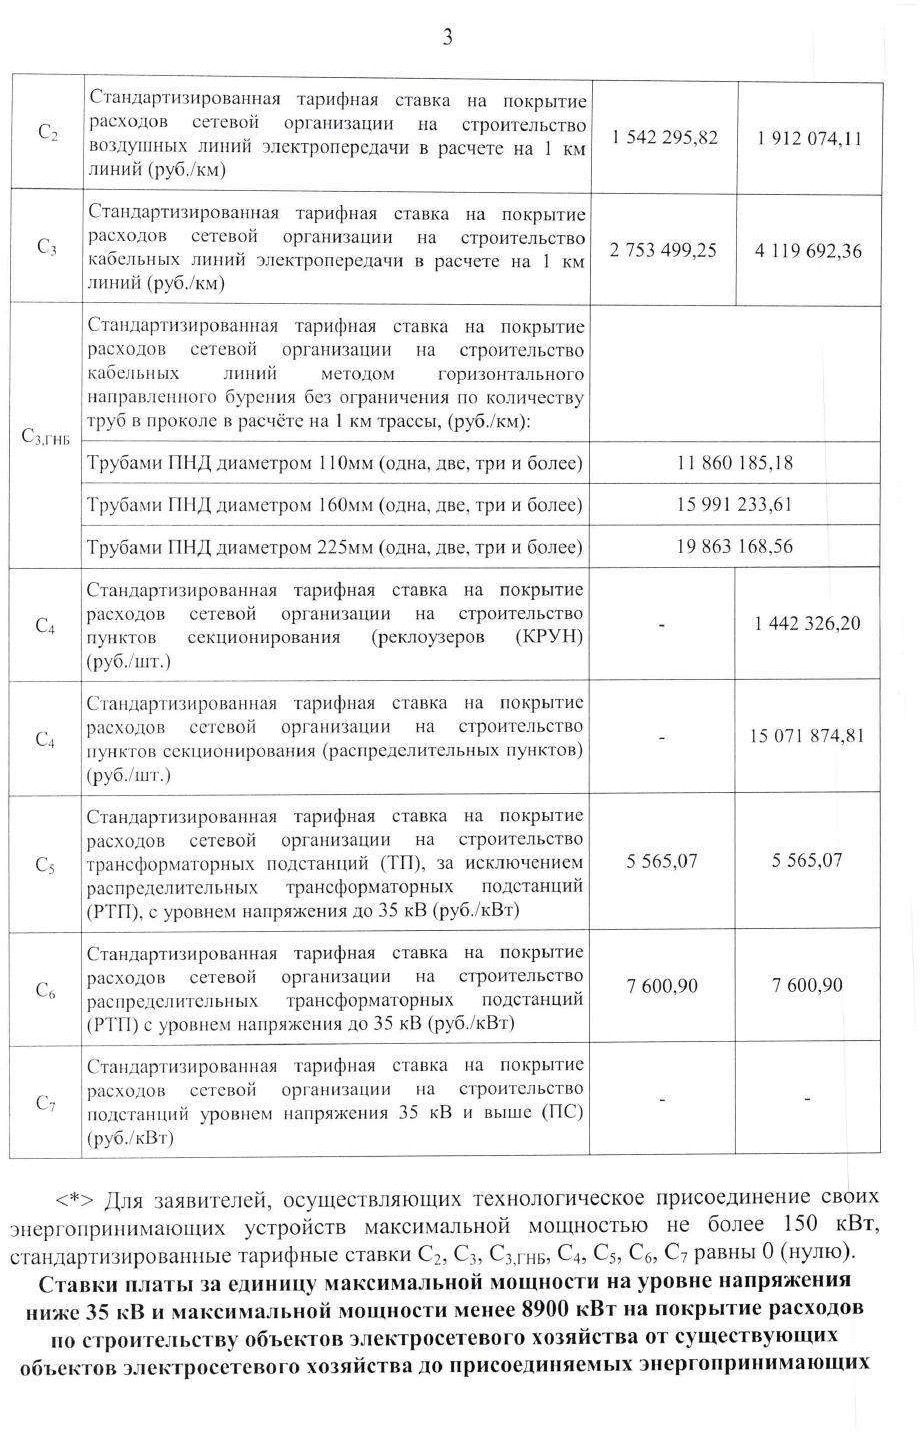 3
С2
Стандартизированная тарифная ставка на покрытие
расходов сетевой организации на строительство
воздушных линий электропередачи в расчете на 1 км
линий (руб./км)
1 542 295,82
1 912 074,11
С3
Стандартизированная тарифная ставка на покрытие
расходов сетевой организации на строительство
кабельных линий электропередачи в расчете на 1 км
линий (руб./км)
2 753 499,25
4 119 692,36
С3,ГНБ
Стандартизированная тарифная ставка на покрытие
расходов сетевой организации на строительство
кабельных линий методом горизонтального
направленного бурения без ограничения по количеству
труб в проколе в расчёте на 1 км трассы, (руб./км):
Трубами ПНД диаметром 110мм (одна, две, три и более)
11 860 185,18
Трубами ПНД диаметром 160мм (одна, две, три и более)
15 991 233,61
Трубами ПНД диаметром 225мм (одна, две, три и более)
19 863 168,56
С4
Стандартизированная тарифная ставка на покрытие
расходов сетевой организации на строительство
пунктов секционирования (реклоузеров (КРУН)
(руб./шт.)
-
1 442 326,20
С4
Стандартизированная тарифная ставка на покрытие
расходов сетевой организации на строительство
пунктов секционирования (распределительных пунктов)
(руб./шт.)
-
15 071 874,81
С5
Стандартизированная тарифная ставка на покрытие
расходов сетевой организации на строительство
трансформаторных подстанций (ТП), за исключением
распределительных трансформаторных подстанций
(РТП), с уровнем напряжения до 35 кВ (руб./кВт)
5 565,07
5 565,07
С6
Стандартизированная тарифная ставка на покрытие
расходов сетевой организации на строительство
распределительных трансформаторных подстанций
(РТП) с уровнем напряжения до 35 кВ (руб./кВт)
7 600,90
7 600,90
С7
Стандартизированная тарифная ставка на покрытие
расходов сетевой организации на строительство
подстанций уровнем напряжения 35 кВ и выше (ПС)
(руб./кВт)
-
-
<*> Для заявителей, осуществляющих технологическое присоединение своих
энергопринимающих устройств максимальной мощностью не более 150 кВт,
стандартизированные тарифные ставки С2, С3, С3,ГНБ, С4, С5, С6, С7 равны 0 (нулю).
Ставки платы за единицу максимальной мощности на уровне напряжения
ниже 35 кВ и максимальной мощности менее 8900 кВт на покрытие расходов
по строительству объектов электросетевого хозяйства от существующих
объектов электросетевого хозяйства до присоединяемых энергопринимающих